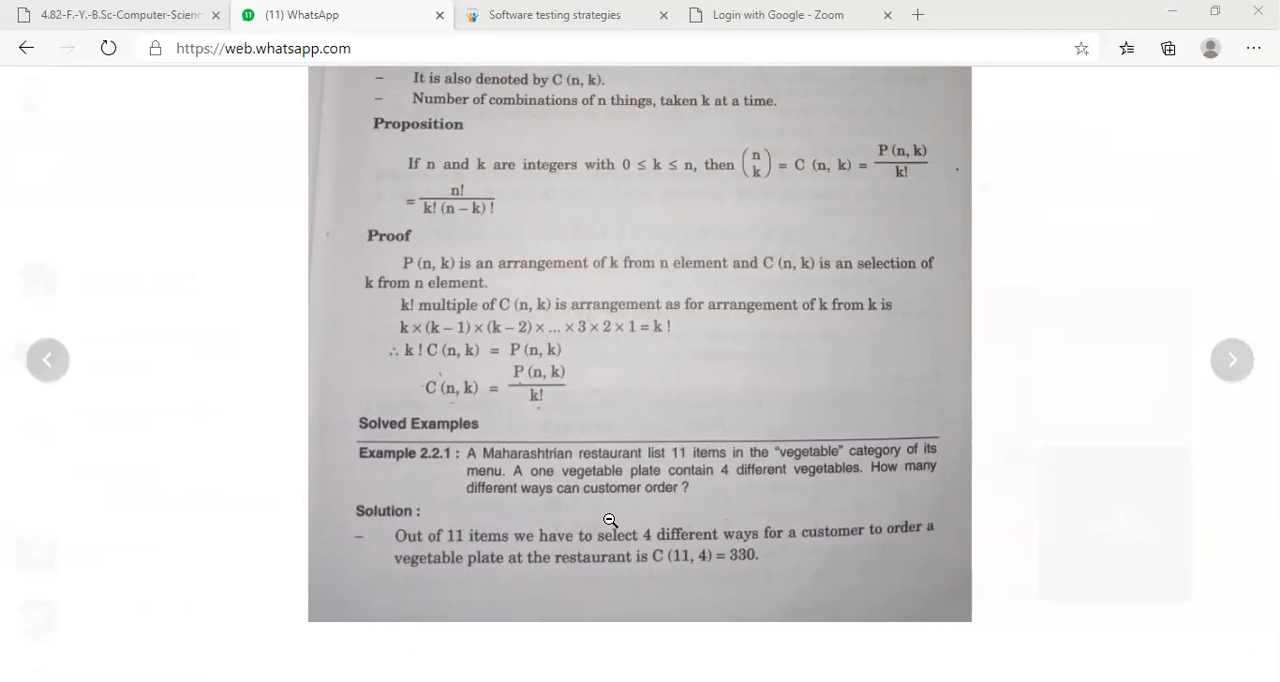 4.82-F.-Y.-B.Sc-Computer-Scienc
(11) WhatsApp
Software testing strategies
Login with Google - Zoom
https://web.whatsapp.com
– It is also denoted by C (n, k).
– Number of combinations of n things, taken k at a time.
Proposition
If n and k are integers with 0 ≤ k ≤ n, then (n k) = C (n, k) = P (n, k) / k!
= n! / k! (n – k) !
Proof
P (n, k) is an arrangement of k from n element and C (n, k) is an selection of
k from n element.
k! multiple of C (n, k) is arrangement as for arrangement of k from k is
k × (k – 1) × (k – 2) × ... × 3 × 2 × 1 = k !
∴ k ! C (n, k) = P (n, k)
C (n, k) = P (n, k) / k!
Solved Examples
Example 2.2.1 : A Maharashtrian restaurant list 11 items in the “vegetable” category of its
menu. A one vegetable plate contain 4 different vegetables. How many
different ways can customer order ?
Solution :
– Out of 11 items we have to select 4 different ways for a customer to order a
vegetable plate at the restaurant is C (11, 4) = 330.